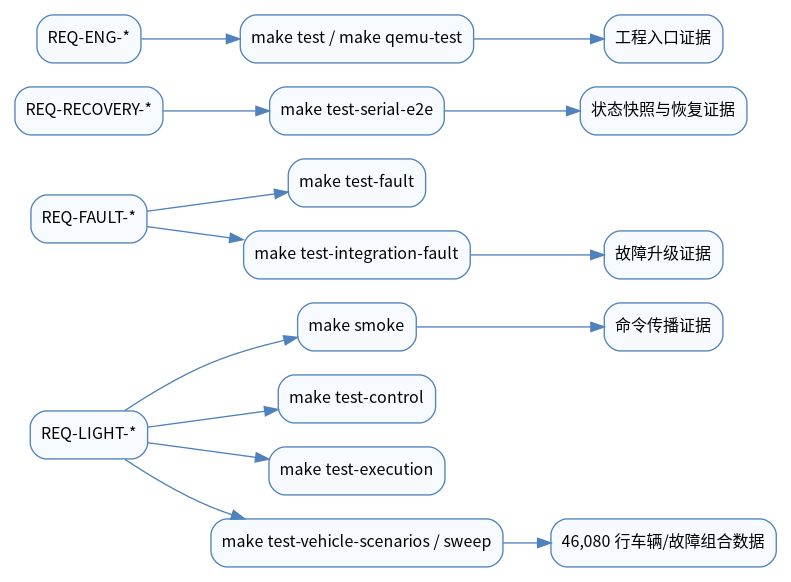 REQ-ENG-*
make test / make qemu-test
工程入口证据
REQ-RECOVERY-*
make test-serial-e2e
状态快照与恢复证据
make test-fault
REQ-FAULT-*
make test-integration-fault
故障升级证据
make smoke
命令传播证据
make test-control
REQ-LIGHT-*
make test-execution
make test-vehicle-scenarios / sweep
46,080 行车辆/故障组合数据